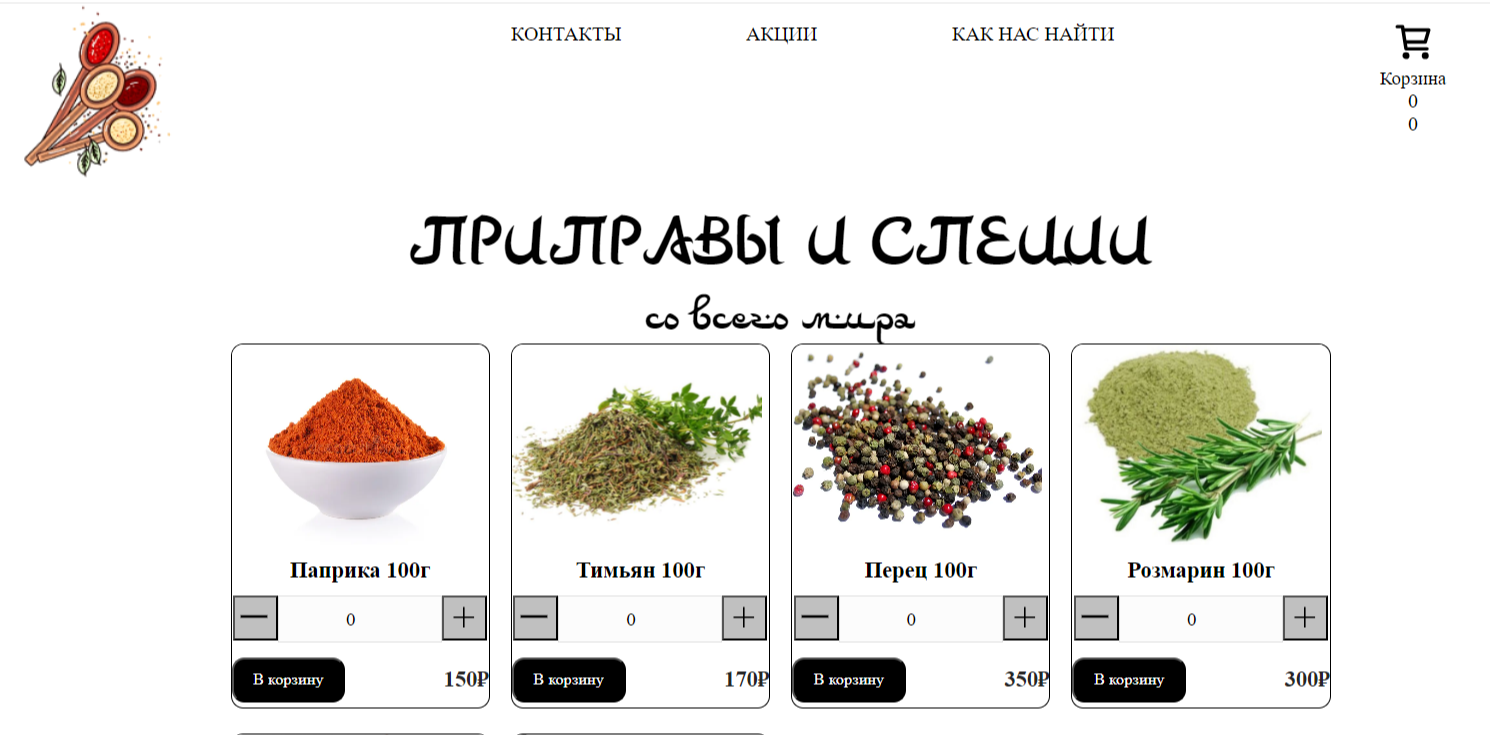 КОНТАКТЫ АКЦИИ КАК НАС НАЙТИ
Корзина
0
0
ПРИПРАВЫ И СПЕЦИИ
со всего мира
Паприка 100г
0
В корзину 150₽
Тимьян 100г
0
В корзину 170₽
Перец 100г
0
В корзину 350₽
Розмарин 100г
0
В корзину 300₽